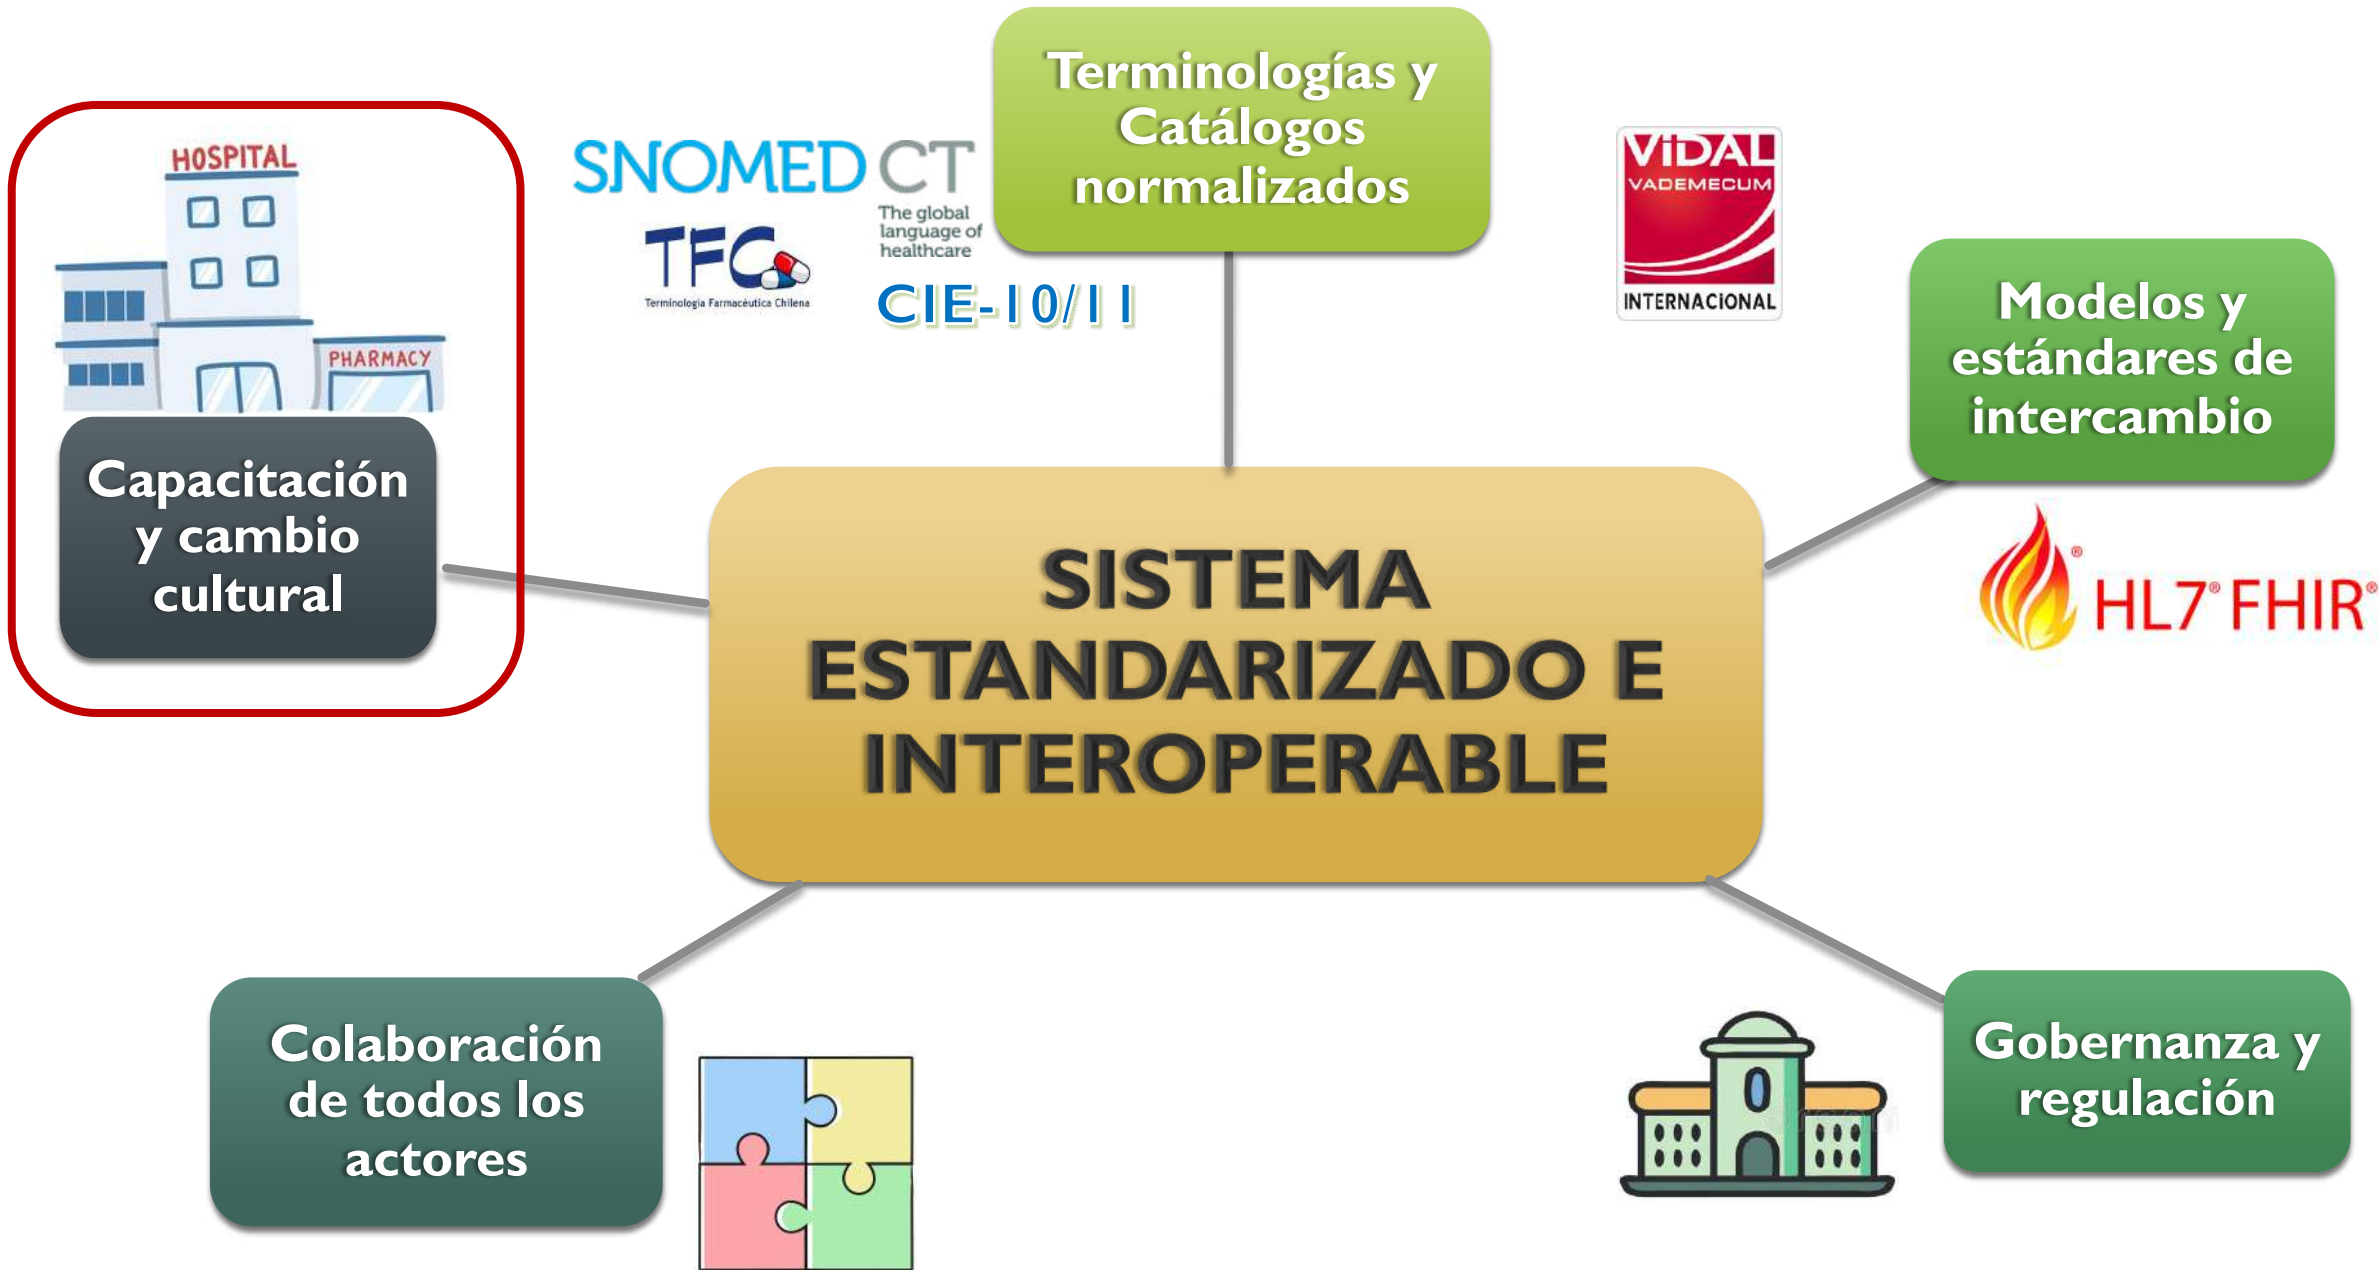 Terminologías y
Catálogos
normalizados
HOSPITAL
PHARMACY
Capacitación
y cambio
cultural
SNOMED CT
The global
language of
healthcare
TFC
Terminología Farmacéutica Chilena
CIE-10/11
VIDAL
VADEMECUM
INTERNACIONAL
Modelos y
estándares de
intercambio
HL7® FHIR®
SISTEMA
ESTANDARIZADO E
INTEROPERABLE
Colaboración
de todos los
actores
Gobernanza y
regulación